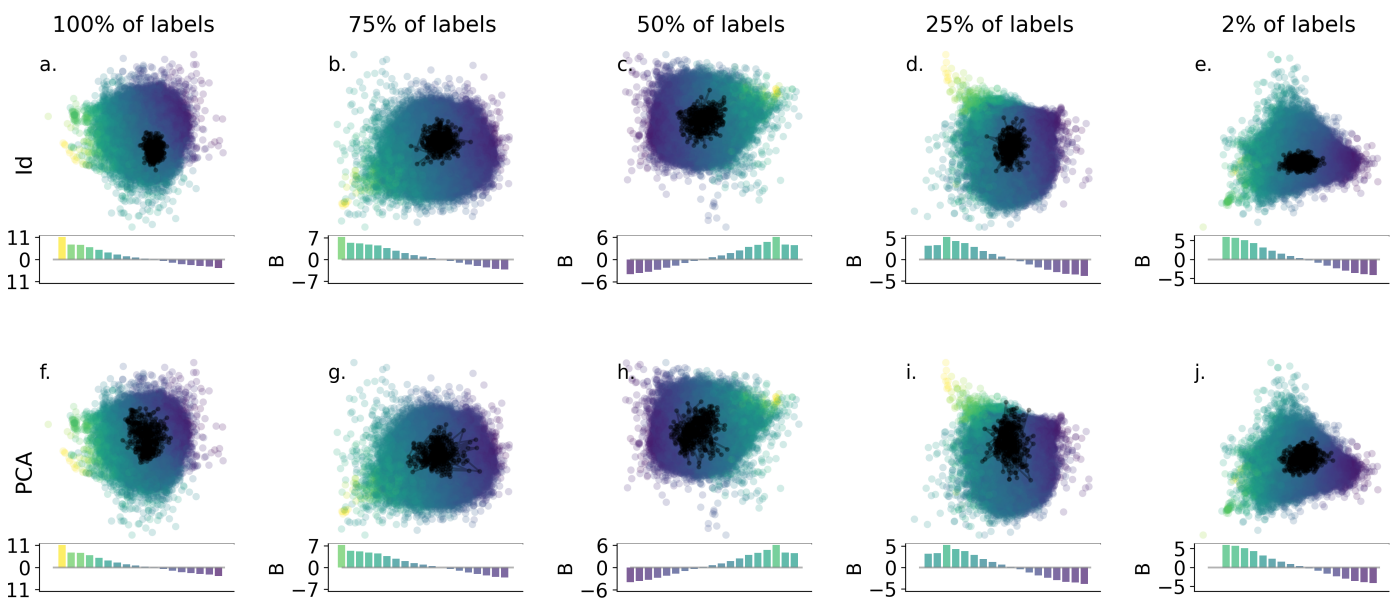 100% of labels 75% of labels 50% of labels 25% of labels 2% of labels
a. b. c. d. e.
Id
11 7 6 5 5
0 0 0 0 0
11 −7 −6 −5 −5
B B B B
f. g. h. i. j.
PCA
11 7 6 5 5
0 0 0 0 0
11 −7 −6 −5 −5
B B B B